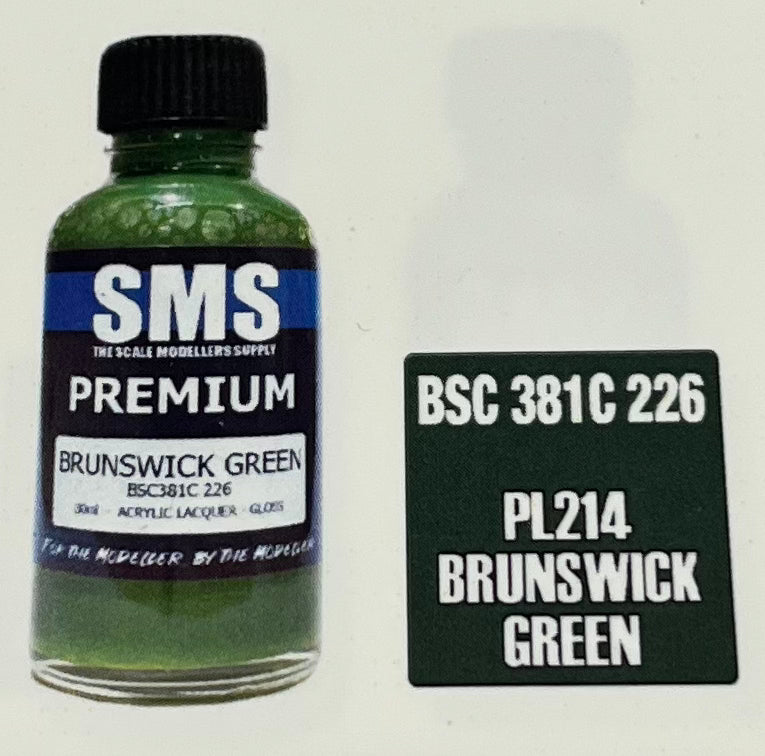 SMS
THE SCALE MODELLERS SUPPLY
PREMIUM
BRUNSWICK GREEN
BSC381C 226
30ml - ACRYLIC LACQUER - GLOSS
FOR THE MODELLER BY THE MODELLER
BSC 381C 226
PL214
BRUNSWICK
GREEN